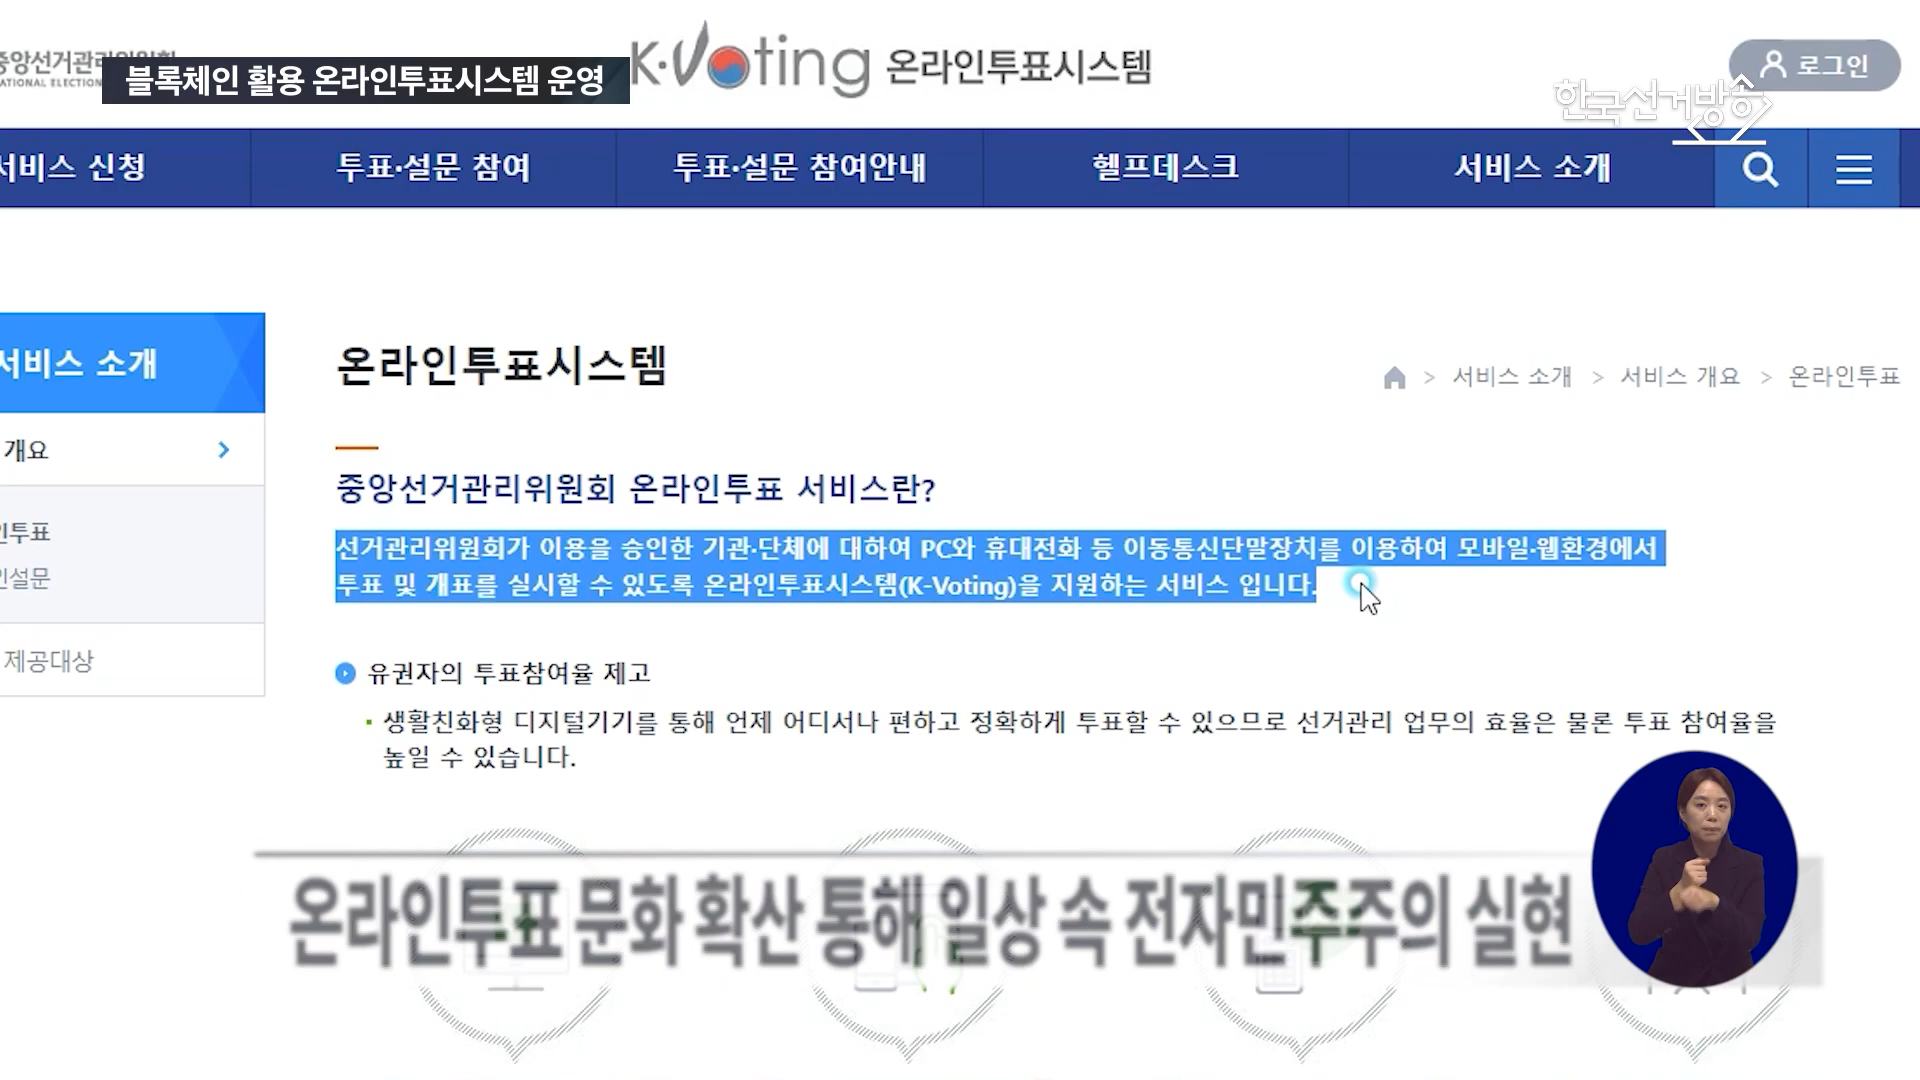 중앙선거관리위원회
블록체인 활용 온라인투표시스템 운영
K·Voting 온라인투표시스템
로그인
한국선거방송
서비스 신청
투표·설문 참여
투표·설문 참여안내
헬프데스크
서비스 소개
서비스 소개
온라인투표시스템
> 서비스 소개 > 서비스 개요 > 온라인투표
개요
중앙선거관리위원회 온라인투표 서비스란?
인투표
선거관리위원회가 이용을 승인한 기관·단체에 대하여 PC와 휴대전화 등 이동통신단말장치를 이용하여 모바일·웹환경에서
투표 및 개표를 실시할 수 있도록 온라인투표시스템(K-Voting)을 지원하는 서비스 입니다.
인설문
제공대상
유권자의 투표참여율 제고
생활친화형 디지털기기를 통해 언제 어디서나 편하고 정확하게 투표할 수 있으므로 선거관리 업무의 효율은 물론 투표 참여율을
높일 수 있습니다.
온라인투표 문화 확산 통해 일상 속 전자민주주의 실현